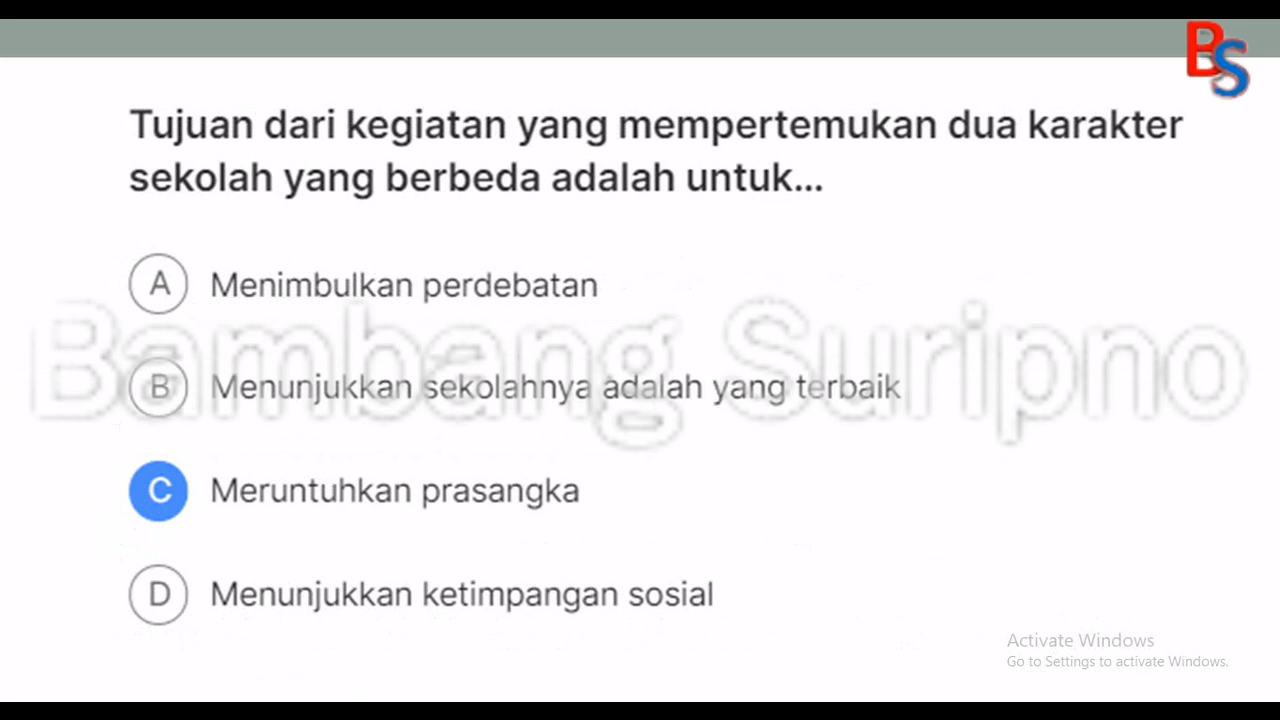 BS
Tujuan dari kegiatan yang mempertemukan dua karakter
sekolah yang berbeda adalah untuk...
A Menimbulkan perdebatan
Bambang Suripno
B Menunjukkan sekolahnya adalah yang terbaik
C Meruntuhkan prasangka
D Menunjukkan ketimpangan sosial
Activate Windows
Go to Settings to activate Windows.